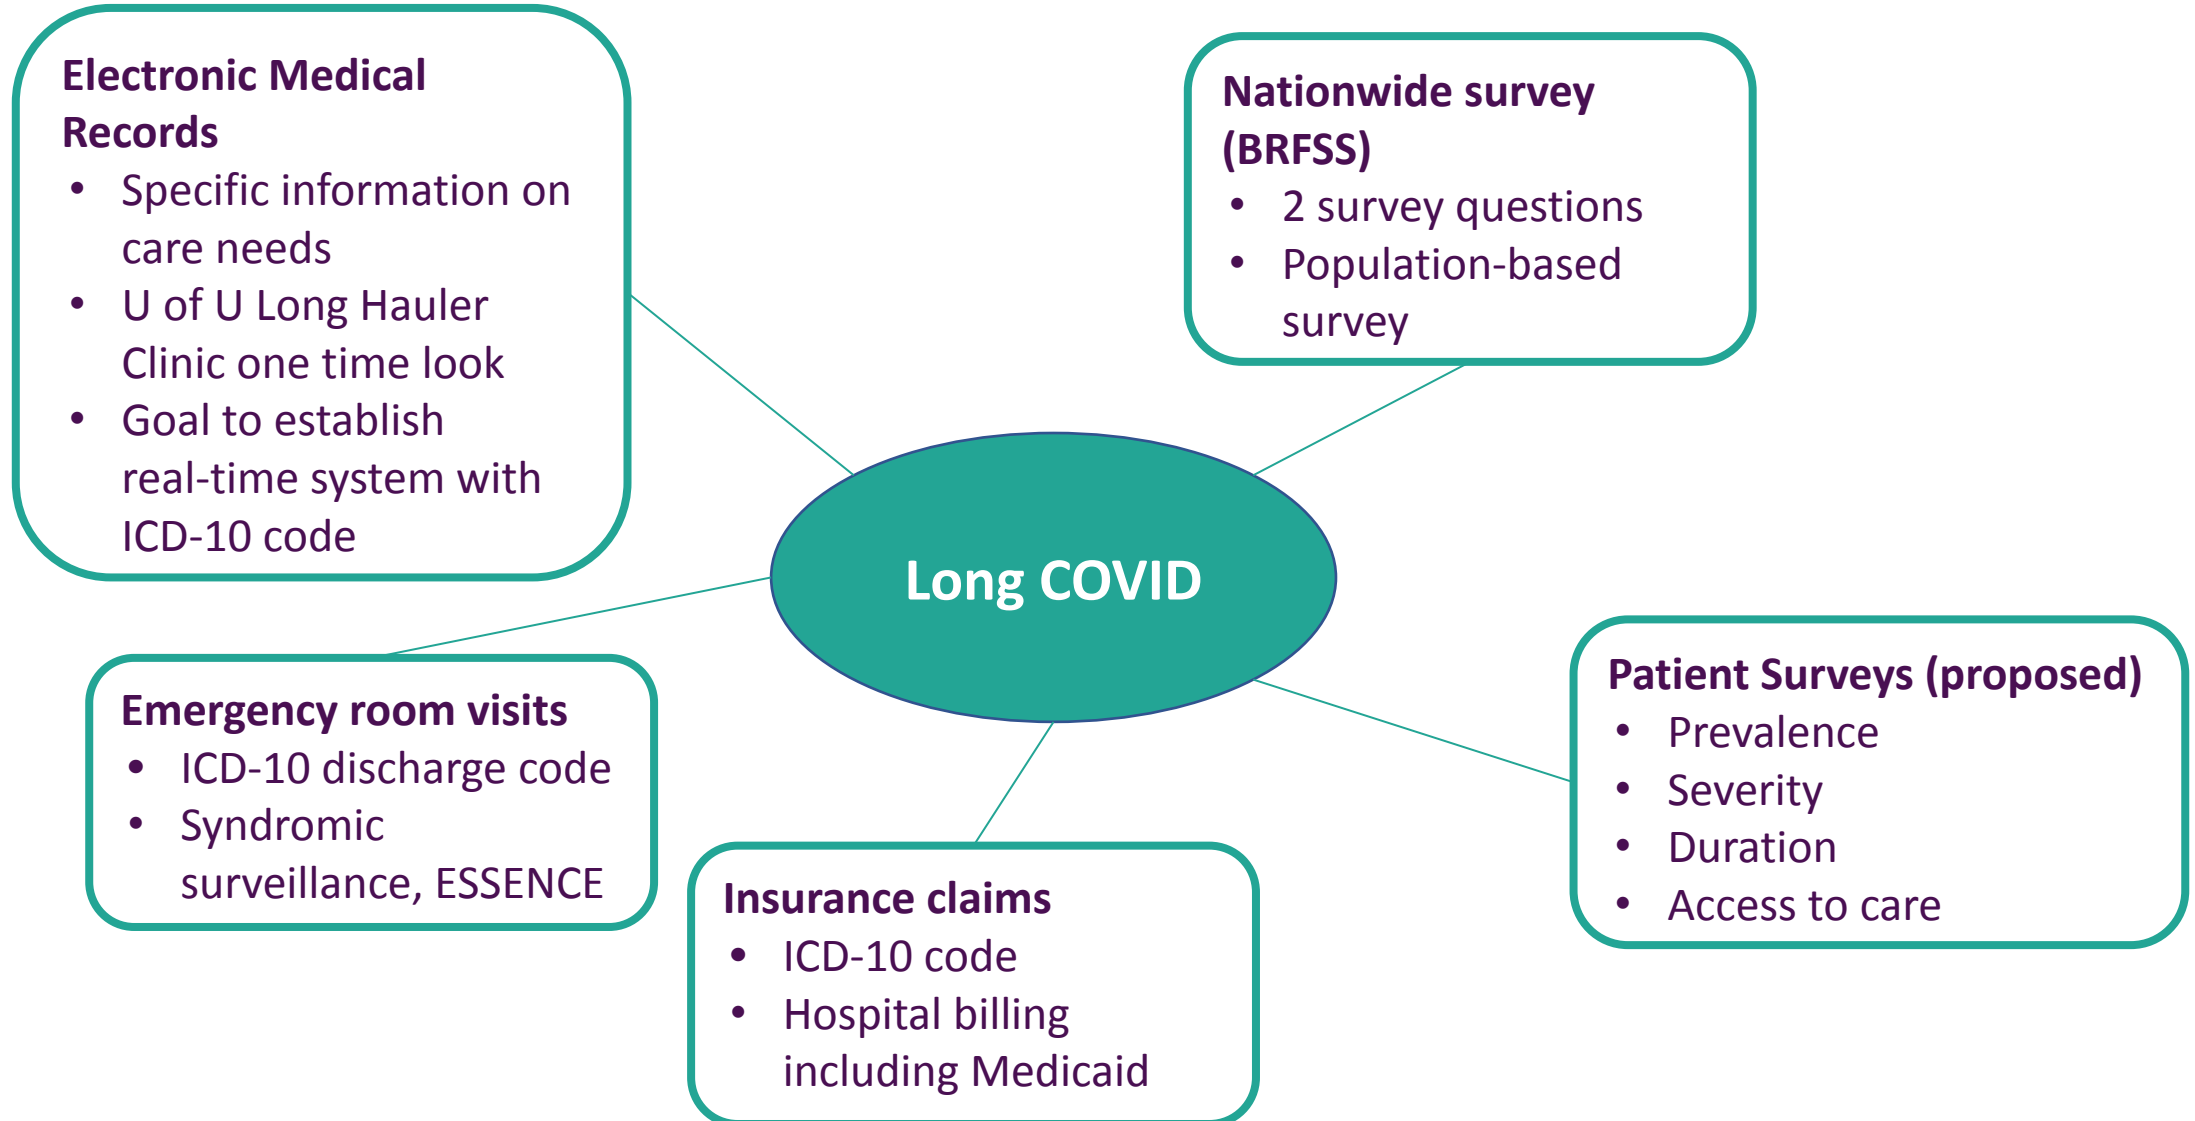 Electronic Medical
Records
• Specific information on
care needs
• U of U Long Hauler
Clinic one time look
• Goal to establish
real-time system with
ICD-10 code
Nationwide survey
(BRFSS)
• 2 survey questions
• Population-based
survey
Long COVID
Emergency room visits
• ICD-10 discharge code
• Syndromic
surveillance, ESSENCE
Insurance claims
• ICD-10 code
• Hospital billing
including Medicaid
Patient Surveys (proposed)
• Prevalence
• Severity
• Duration
• Access to care